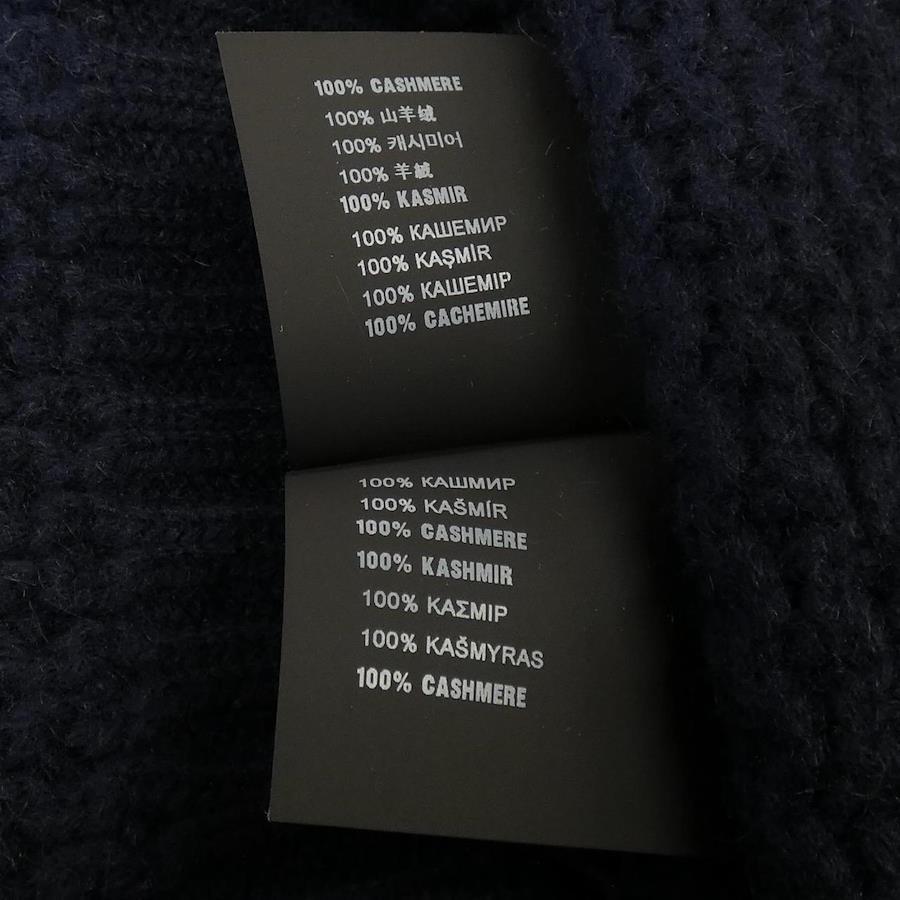 100% CASHMERE
100% 山羊绒
100% 캐시미어
100% 羊絨
100% KASMIR
100% КАШЕМИР
100% KAŞMİR
100% КАШЕМІР
100% CACHEMIRE
100% КАШМИР
100% KAŠMÍR
100% CASHMERE
100% KASHMIR
100% ΚΑΣΜΙΡ
100% KAŠMYRAS
100% CASHMERE